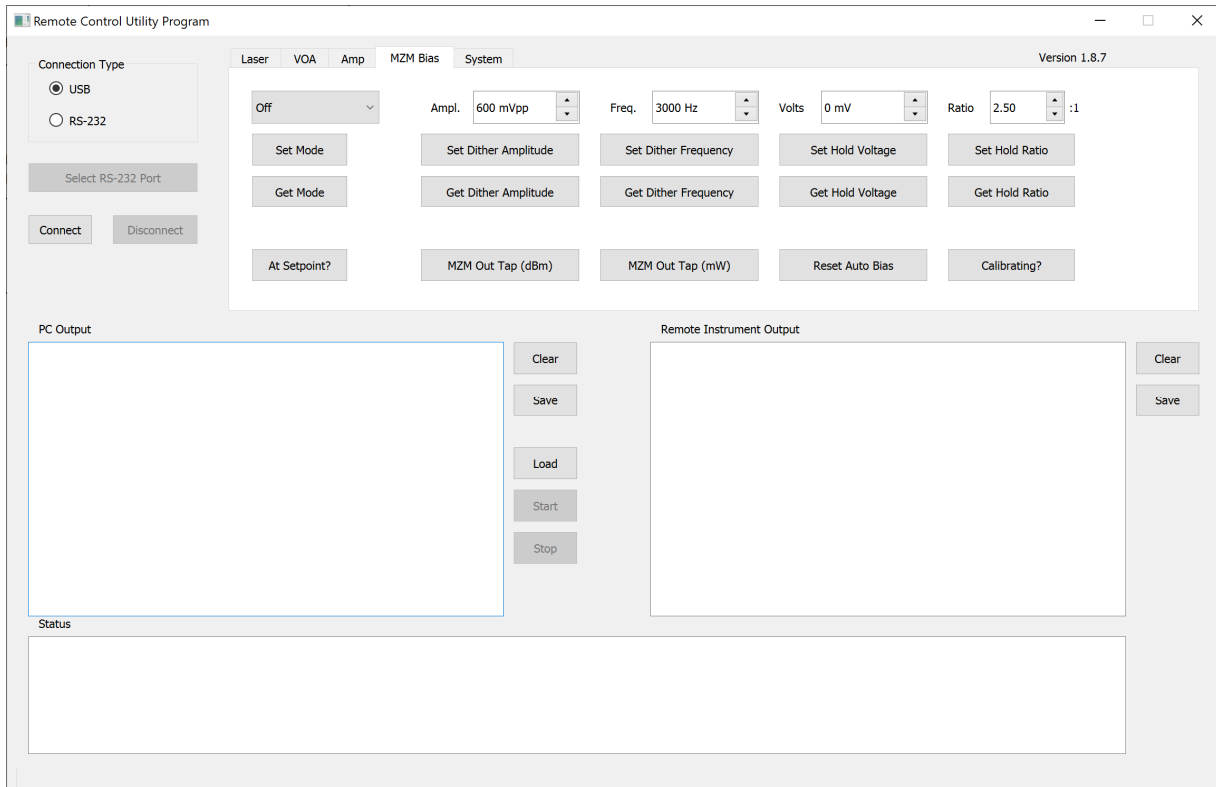 Remote Control Utility Program
Connection Type
USB
RS-232
Select RS-232 Port
Connect Disconnect
Laser VOA Amp MZM Bias System
Version 1.8.7
Off Ampl. 600 mVpp Freq. 3000 Hz Volts 0 mV Ratio 2.50 :1
Set Mode Set Dither Amplitude Set Dither Frequency Set Hold Voltage Set Hold Ratio
Get Mode Get Dither Amplitude Get Dither Frequency Get Hold Voltage Get Hold Ratio
At Setpoint? MZM Out Tap (dBm) MZM Out Tap (mW) Reset Auto Bias Calibrating?
PC Output
Clear
Save
Load
Start
Stop
Remote Instrument Output
Clear
Save
Status